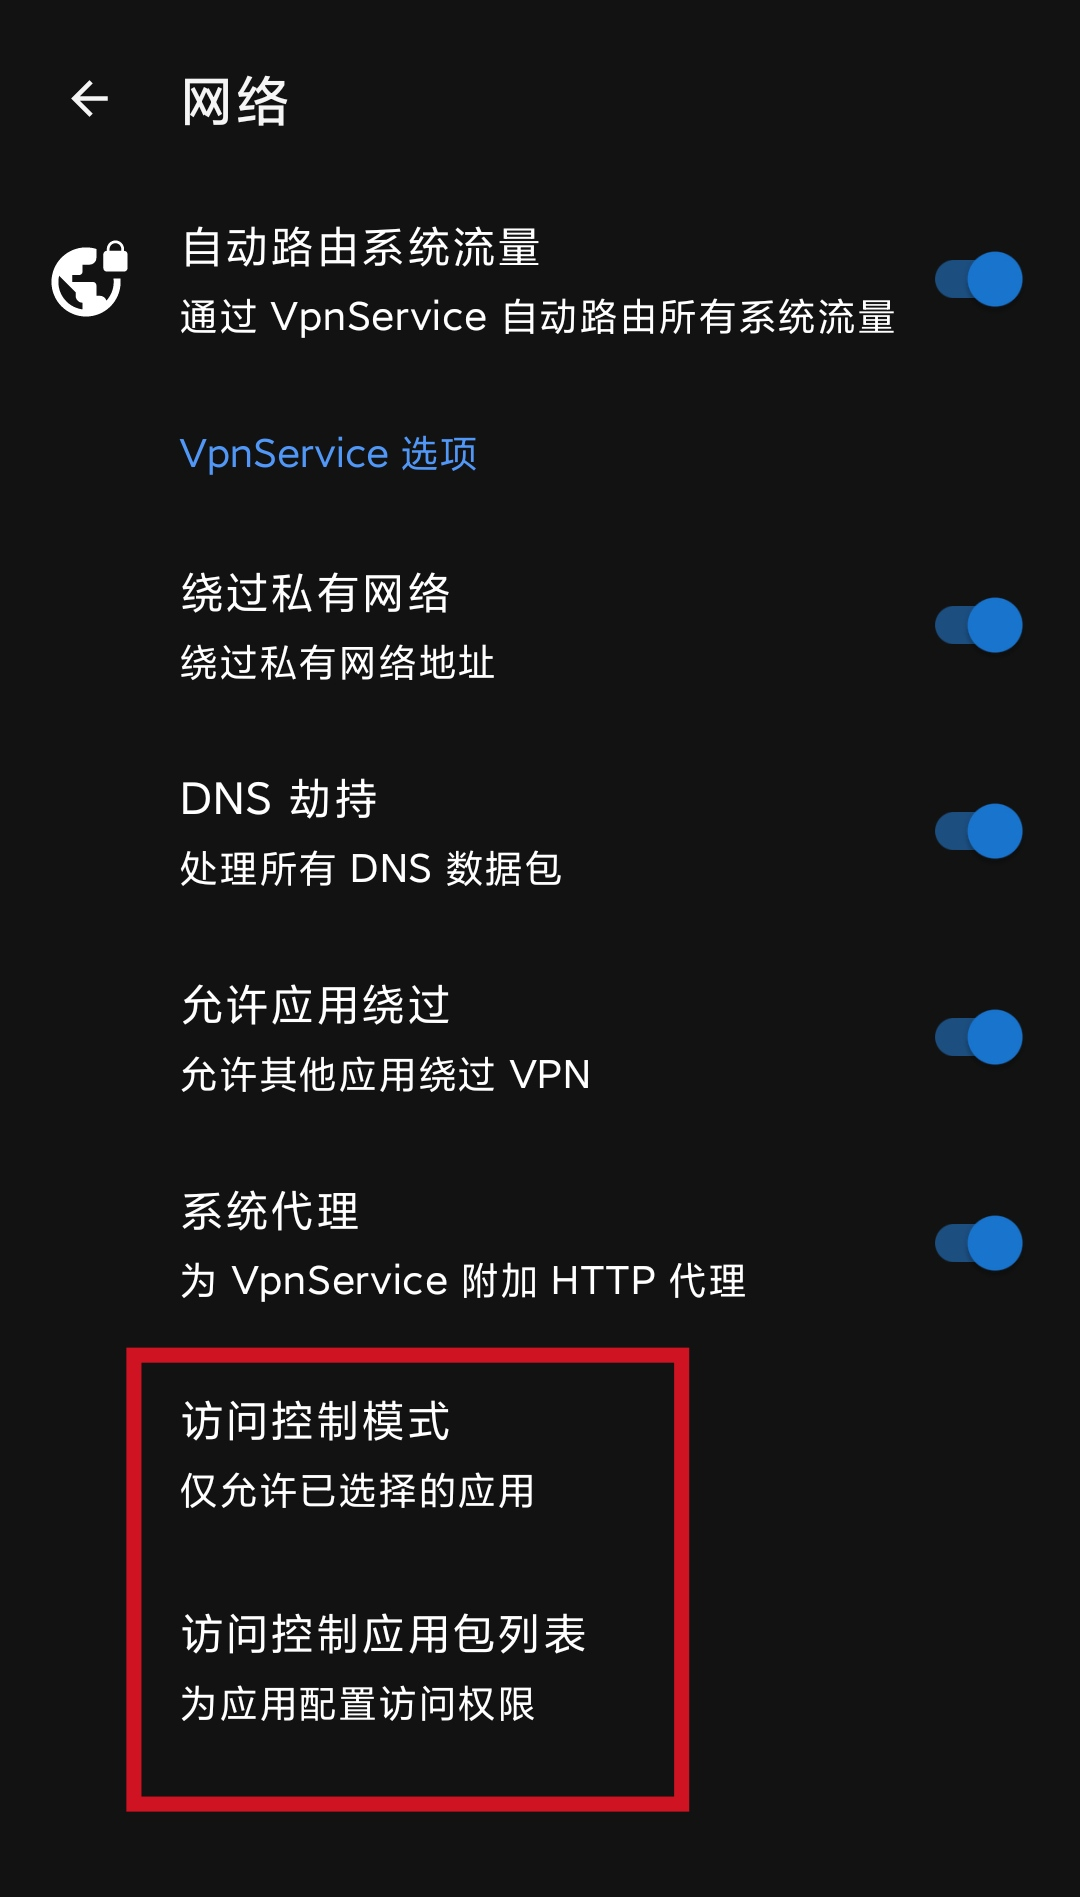 网络
自动路由系统流量
通过 VpnService 自动路由所有系统流量
VpnService 选项
绕过私有网络
绕过私有网络地址
DNS 劫持
处理所有 DNS 数据包
允许应用绕过
允许其他应用绕过 VPN
系统代理
为 VpnService 附加 HTTP 代理
访问控制模式
仅允许已选择的应用
访问控制应用包列表
为应用配置访问权限